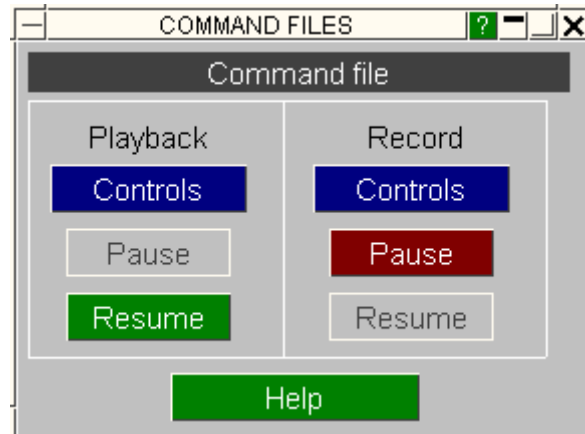 COMMAND FILES ?
Command file
Playback
Record
Controls
Controls
Pause
Pause
Resume
Resume
Help